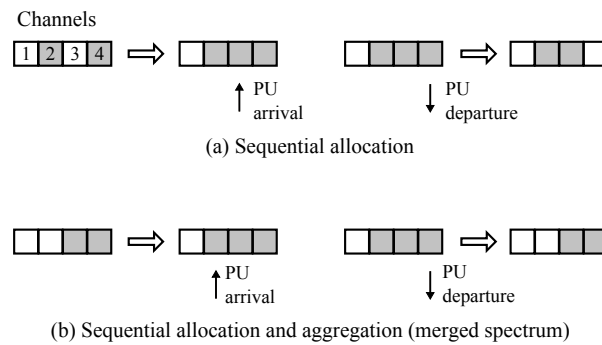 Channels
1 2 3 4
PU arrival
PU departure
(a) Sequential allocation
PU arrival
PU departure
(b) Sequential allocation and aggregation (merged spectrum)